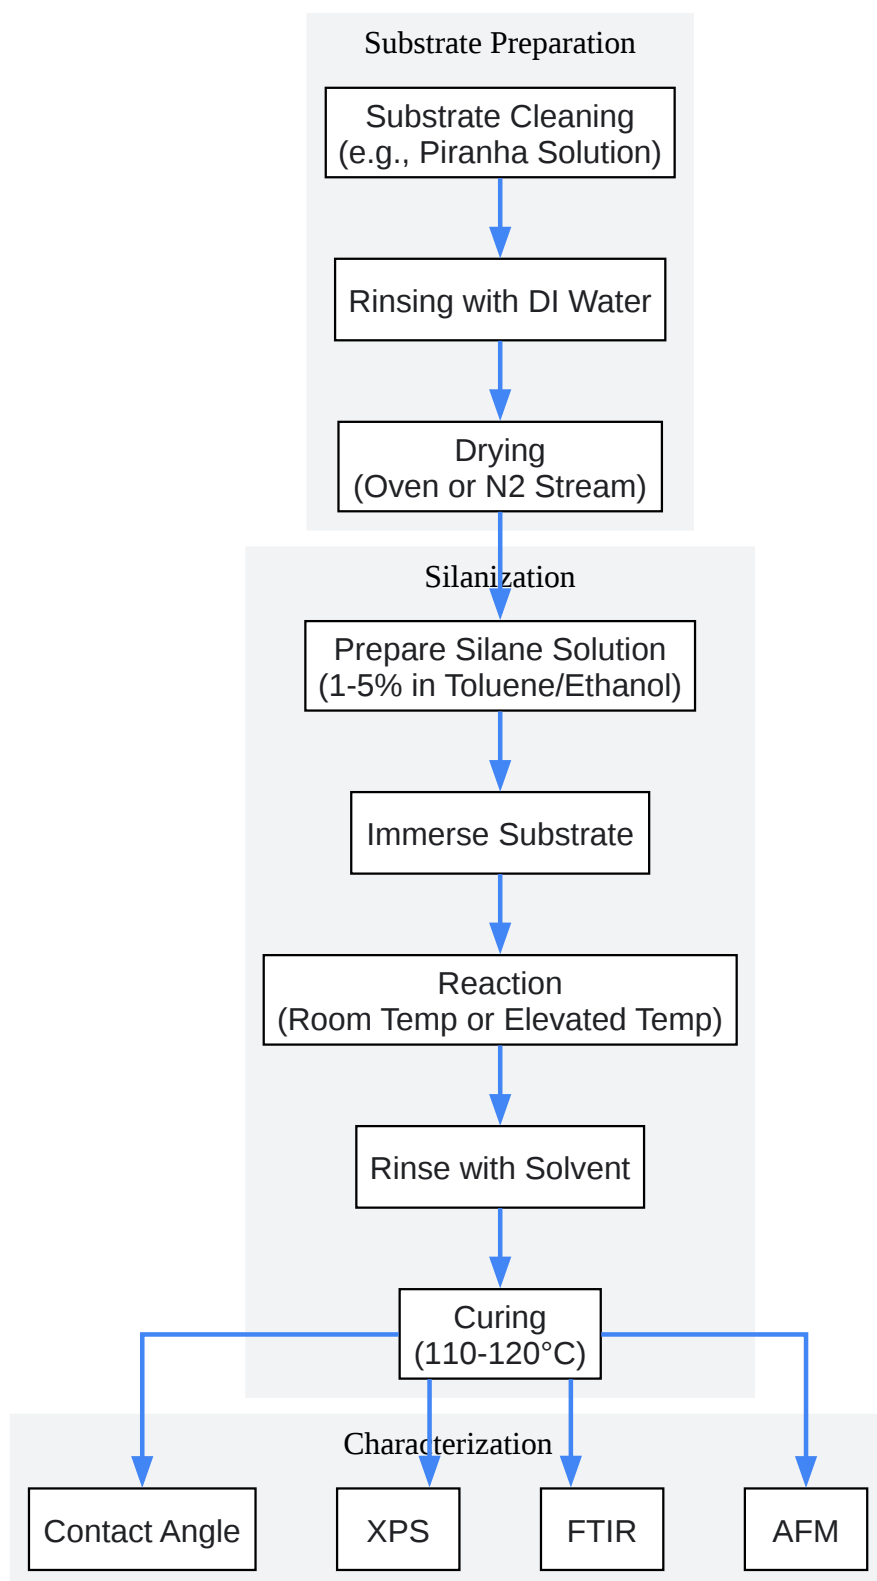 Substrate Preparation
Substrate Cleaning
(e.g., Piranha Solution)
Rinsing with DI Water
Drying
(Oven or N2 Stream)
Silanization
Prepare Silane Solution
(1-5% in Toluene/Ethanol)
Immerse Substrate
Reaction
(Room Temp or Elevated Temp)
Rinse with Solvent
Curing
(110-120°C)
Characterization
Contact Angle
XPS
FTIR
AFM